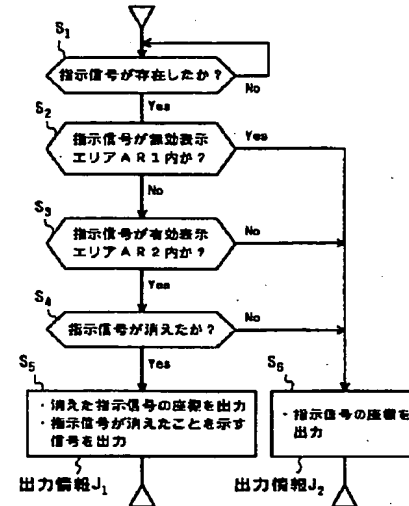 S1
指示信号が存在したか?
No
Yes
S2
指示信号が無効表示
エリアAR1内か?
Yes
No
S3
指示信号が有効表示
エリアAR2内か?
No
Yes
S4
指示信号が消えたか?
No
Yes
S5
・消えた指示信号の座標を出力
・指示信号が消えたことを示す
信号を出力
出力情報J1
S6
・指示信号の座標を
出力
出力情報J2